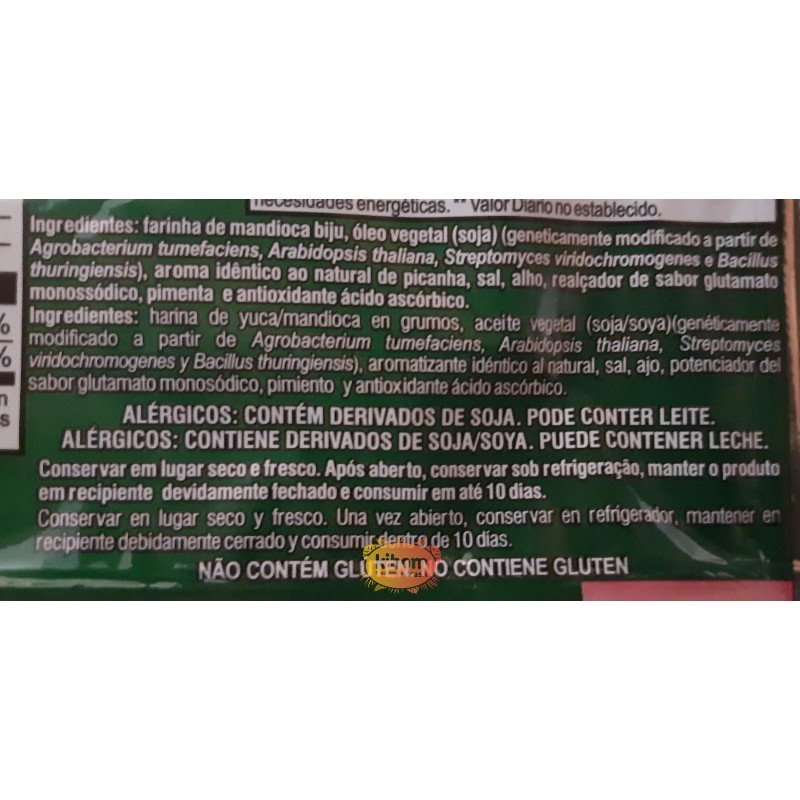 necesidades energéticas. ** Valor Diario no establecido.
Ingredientes: farinha de mandioca biju, óleo vegetal (soja) (geneticamente modificado a partir de
Agrobacterium tumefaciens, Arabidopsis thaliana, Streptomyces viridochromogenes e Bacillus
thuringiensis), aroma idêntico ao natural de picanha, sal, alho, realçador de sabor glutamato
monossódico, pimenta e antioxidante ácido ascórbico.
Ingredientes: harina de yuca/mandioca en grumos, aceite vegetal (soja/soya)(genéticamente
modificado a partir de Agrobacterium tumefaciens, Arabidopsis thaliana, Streptomyces
viridochromogenes y Bacillus thuringiensis), aromatizante idéntico al natural, sal, ajo, potenciador del
sabor glutamato monosódico, pimiento y antioxidante ácido ascórbico.
ALÉRGICOS: CONTÉM DERIVADOS DE SOJA. PODE CONTER LEITE.
ALÉRGICOS: CONTIENE DERIVADOS DE SOJA/SOYA. PUEDE CONTENER LECHE.
Conservar em lugar seco e fresco. Após aberto, conservar sob refrigeração, manter o produto
em recipiente devidamente fechado e consumir em até 10 dias.
Conservar en lugar seco y fresco. Una vez abierto, conservar en refrigerador, mantener en
recipiente debidamente cerrado y consumir dentro de 10 días.
kibom
NÃO CONTÉM GLUTEN. NO CONTIENE GLUTEN